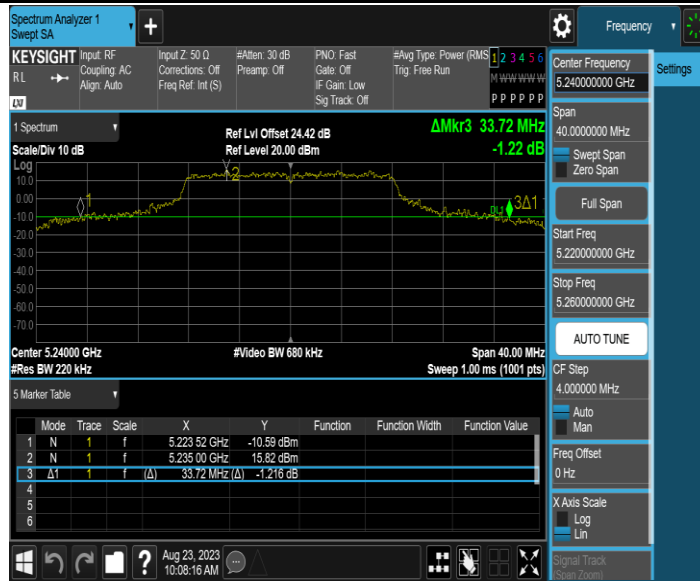 Spectrum Analyzer 1
Swept SA
+
Frequency
KEYSIGHT Input: RF Input Z: 50 Ω #Atten: 30 dB PNO: Fast #Avg Type: Power (RMS 1 2 3 4 5 6
RL Coupling: AC Corrections: Off Preamp: Off Gate: Off Trig: Free Run M W W W W W
Align: Auto Freq Ref: Int (S) IF Gain: Low
LXI Sig Track: Off P P P P P P
1 Spectrum
Ref Lvl Offset 24.42 dB ΔMkr3 33.72 MHz
Scale/Div 10 dB Ref Level 20.00 dBm -1.22 dB
Log
10.0
0.00
-10.0
-20.0
-30.0
-40.0
-50.0
-60.0
-70.0
1
2
DL1
3Δ1
Center 5.24000 GHz #Video BW 680 kHz Span 40.00 MHz
#Res BW 220 kHz Sweep 1.00 ms (1001 pts)
5 Marker Table
Mode Trace Scale X Y Function Function Width Function Value
1 N 1 f 5.223 52 GHz -10.59 dBm
2 N 1 f 5.235 00 GHz 15.82 dBm
3 Δ1 1 f (Δ) 33.72 MHz (Δ) -1.216 dB
4
5
6
? Aug 23, 2023
10:08:16 AM
Center Frequency
5.240000000 GHz
Settings
Span
40.0000000 MHz
Swept Span
Zero Span
Full Span
Start Freq
5.220000000 GHz
Stop Freq
5.260000000 GHz
AUTO TUNE
CF Step
4.000000 MHz
Auto
Man
Freq Offset
0 Hz
X Axis Scale
Log
Lin
Signal Track
(Span Zoom)